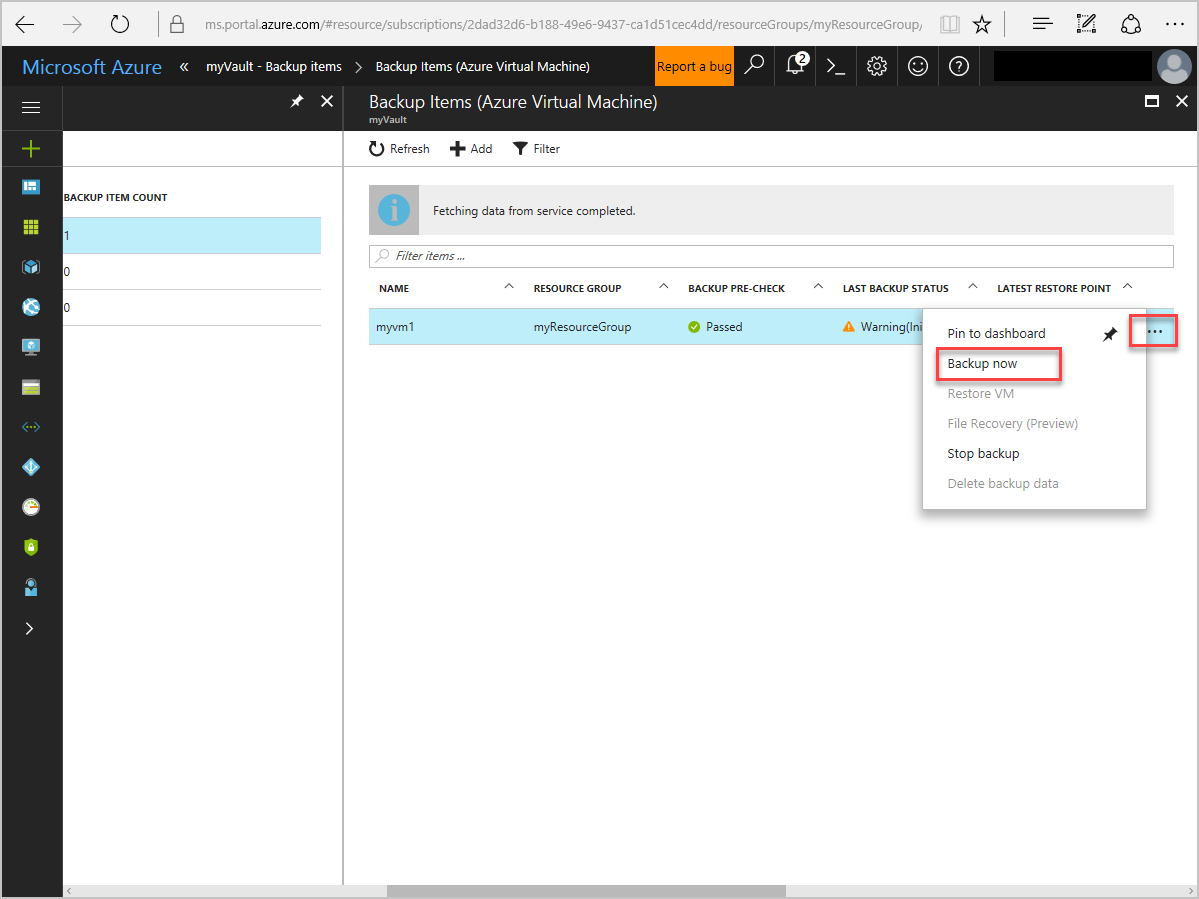 ms.portal.azure.com/#resource/subscriptions/2dad32d6-b188-49e6-9437-ca1d51cec4dd/resourceGroups/myResourceGroup/
Microsoft Azure « myVault - Backup items > Backup Items (Azure Virtual Machine) Report a bug 2
Backup Items (Azure Virtual Machine)
myVault
Refresh Add Filter
BACKUP ITEM COUNT
1
0
0
Fetching data from service completed.
Filter items ...
NAME RESOURCE GROUP BACKUP PRE-CHECK LAST BACKUP STATUS LATEST RESTORE POINT
myvm1 myResourceGroup Passed Warning(Ini ...
Pin to dashboard
Backup now
Restore VM
File Recovery (Preview)
Stop backup
Delete backup data